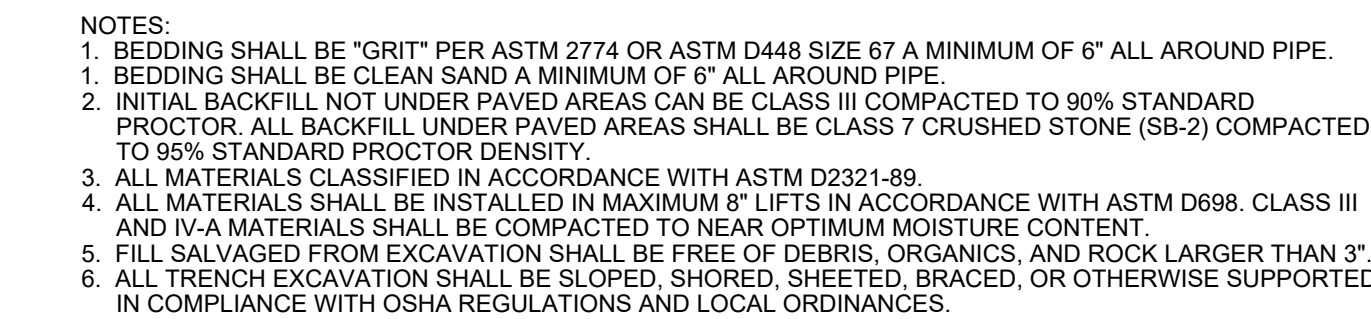 NOTES:
1. BEDDING SHALL BE "GRIT" PER ASTM 2774 OR ASTM D448 SIZE 67 A MINIMUM OF 6" ALL AROUND PIPE.
1. BEDDING SHALL BE CLEAN SAND A MINIMUM OF 6" ALL AROUND PIPE.
2. INITIAL BACKFILL NOT UNDER PAVED AREAS CAN BE CLASS III COMPACTED TO 90% STANDARD
PROCTOR. ALL BACKFILL UNDER PAVED AREAS SHALL BE CLASS 7 CRUSHED STONE (SB-2) COMPACTED
TO 95% STANDARD PROCTOR DENSITY.
3. ALL MATERIALS CLASSIFIED IN ACCORDANCE WITH ASTM D2321-89.
4. ALL MATERIALS SHALL BE INSTALLED IN MAXIMUM 8" LIFTS IN ACCORDANCE WITH ASTM D698. CLASS III
AND IV-A MATERIALS SHALL BE COMPACTED TO NEAR OPTIMUM MOISTURE CONTENT.
5. FILL SALVAGED FROM EXCAVATION SHALL BE FREE OF DEBRIS, ORGANICS, AND ROCK LARGER THAN 3".
6. ALL TRENCH EXCAVATION SHALL BE SLOPED, SHORED, SHEETED, BRACED, OR OTHERWISE SUPPORTED
IN COMPLIANCE WITH OSHA REGULATIONS AND LOCAL ORDINANCES.